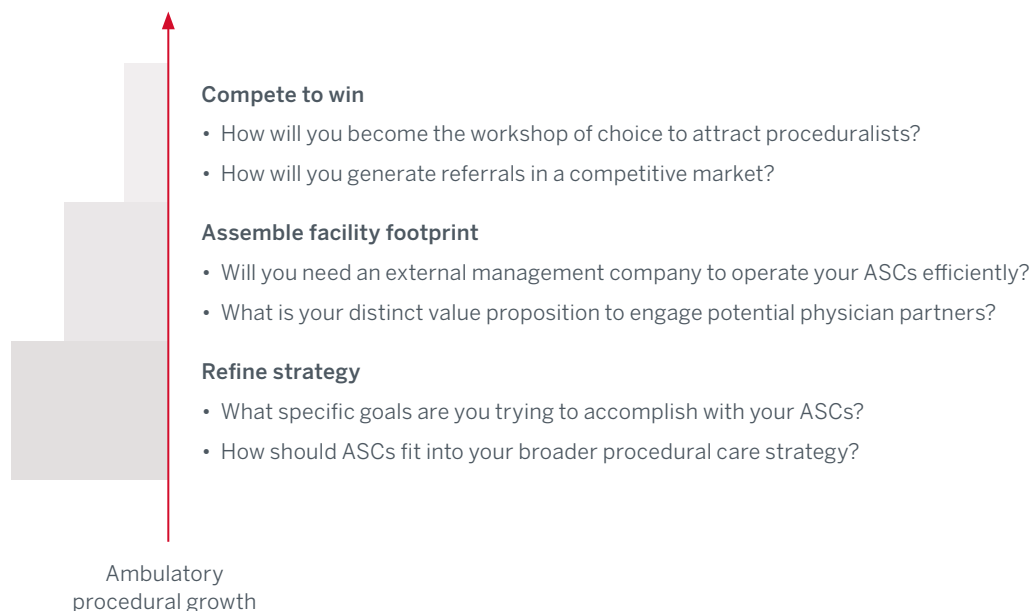 Compete to win
• How will you become the workshop of choice to attract proceduralists?
• How will you generate referrals in a competitive market?
Assemble facility footprint
• Will you need an external management company to operate your ASCs efficiently?
• What is your distinct value proposition to engage potential physician partners?
Refine strategy
• What specific goals are you trying to accomplish with your ASCs?
• How should ASCs fit into your broader procedural care strategy?
Ambulatory
procedural growth